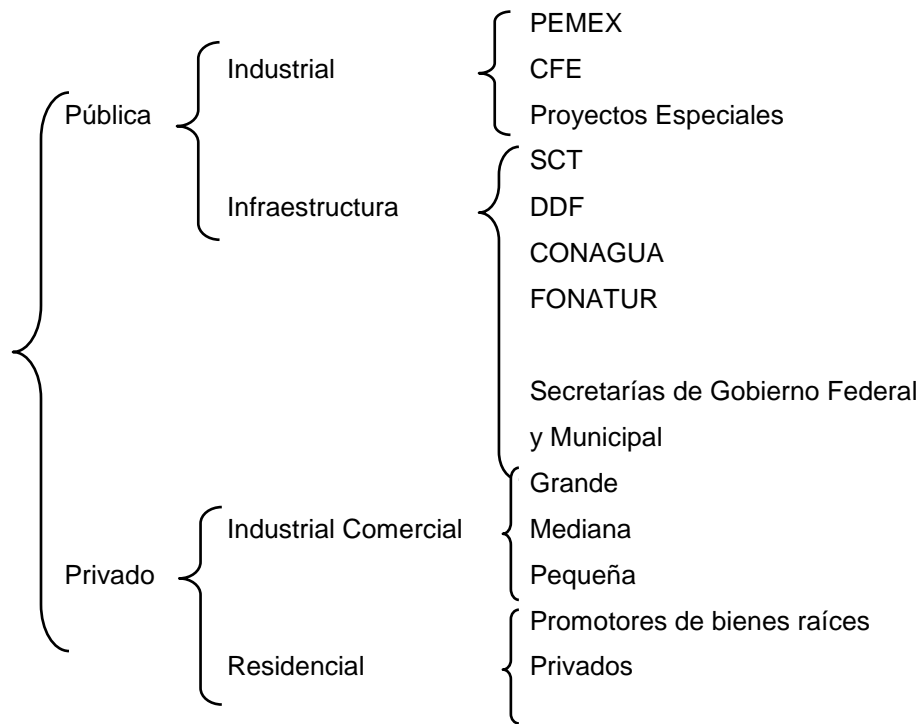 PEMEX
Industrial
CFE
Pública
Proyectos Especiales
SCT
Infraestructura
DDF
CONAGUA
FONATUR
Secretarías de Gobierno Federal
y Municipal
Grande
Industrial Comercial
Mediana
Privado
Pequeña
Promotores de bienes raíces
Residencial
Privados